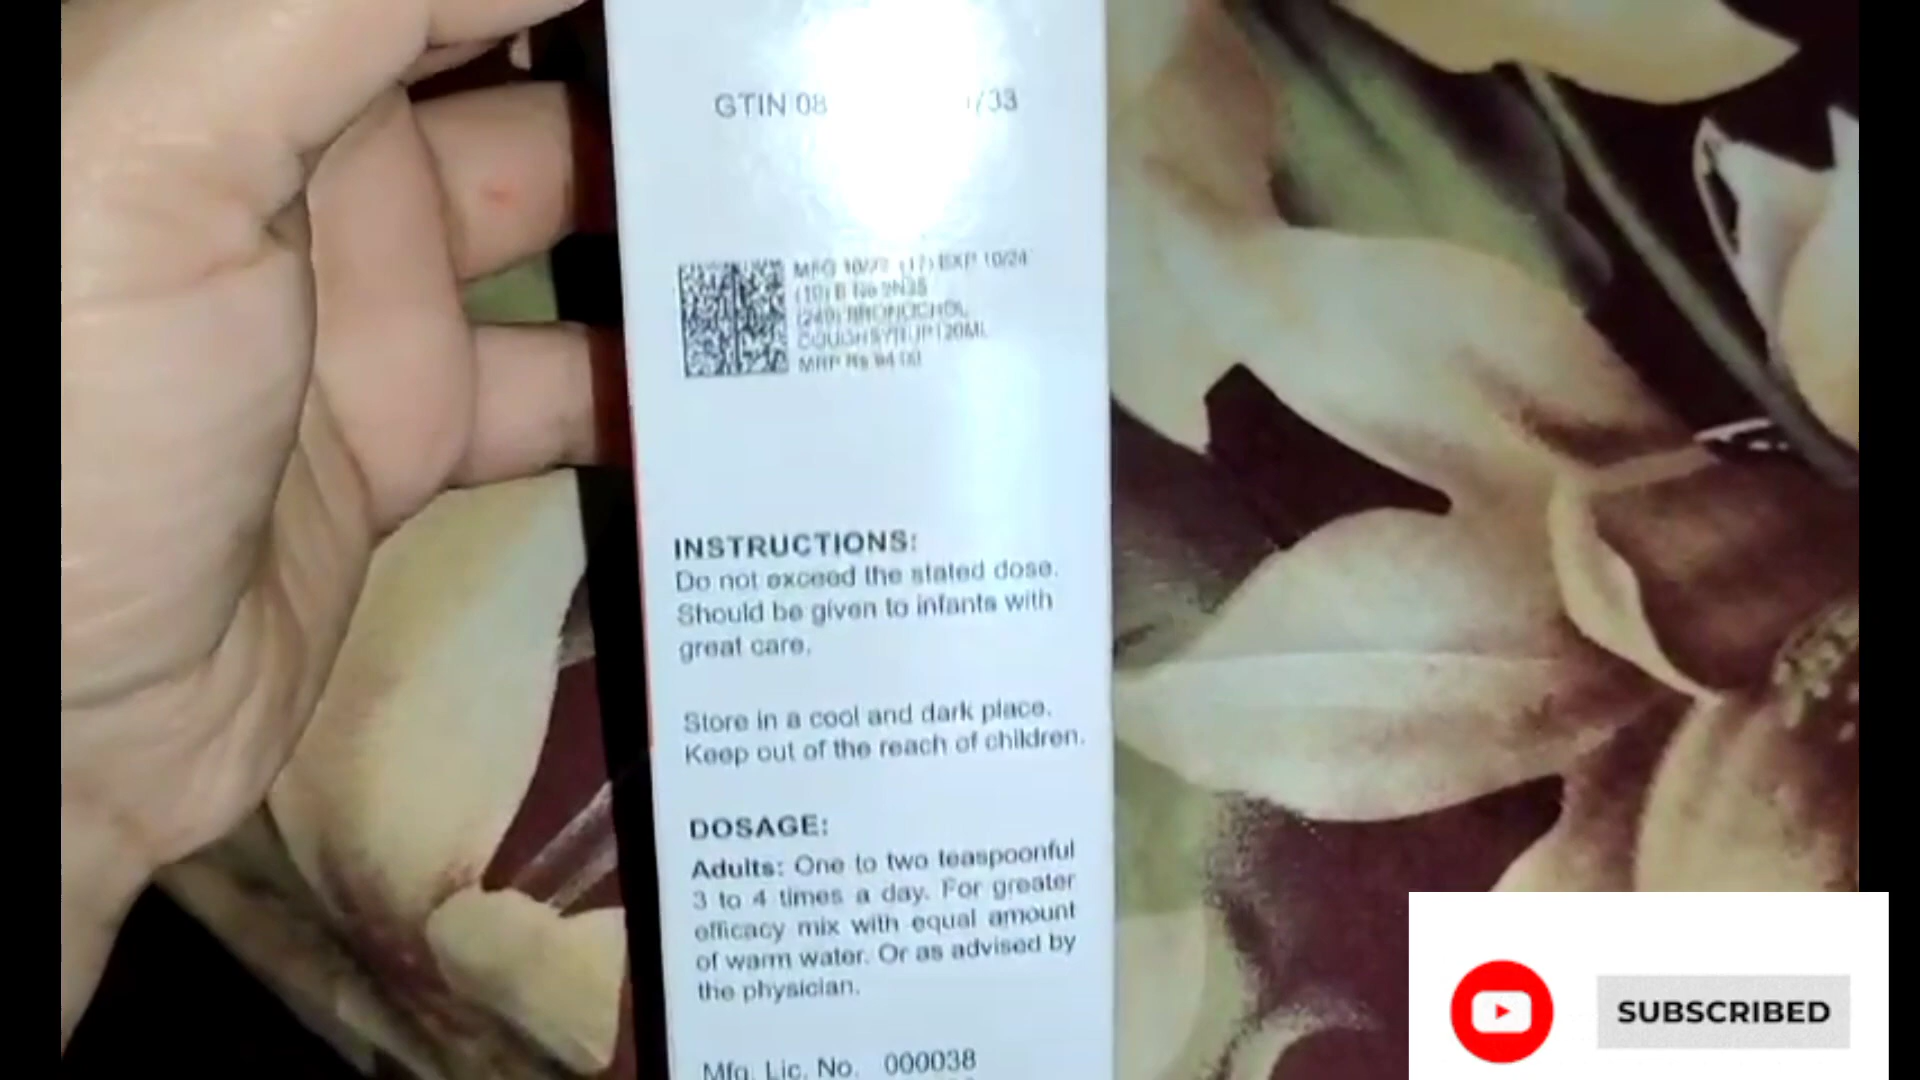 GTIN 08 /33
MFG 10/22 (17) EXP 10/24
(10) B No 2N35
(240) BRONOCHOL
COUGH SYRUP 120ML
MRP Rs 94.00
INSTRUCTIONS:
Do not exceed the stated dose.
Should be given to infants with
great care.
Store in a cool and dark place.
Keep out of the reach of children.
DOSAGE:
Adults: One to two teaspoonful
3 to 4 times a day. For greater
efficacy mix with equal amount
of warm water. Or as advised by
the physician.
Mfg. Lic. No. 000038
SUBSCRIBED